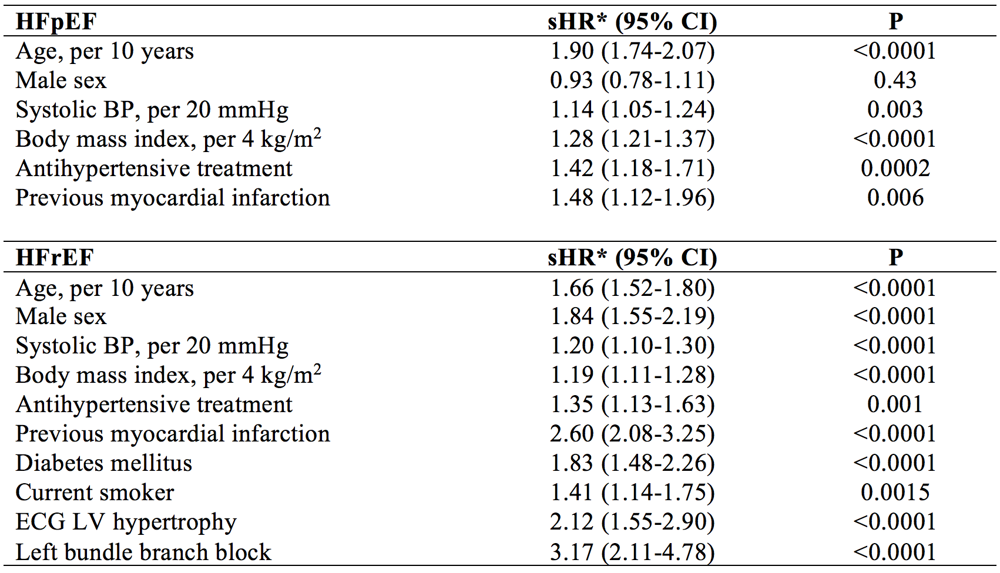 HFpEF sHR* (95% CI) P
Age, per 10 years 1.90 (1.74-2.07) <0.0001
Male sex 0.93 (0.78-1.11) 0.43
Systolic BP, per 20 mmHg 1.14 (1.05-1.24) 0.003
Body mass index, per 4 kg/m² 1.28 (1.21-1.37) <0.0001
Antihypertensive treatment 1.42 (1.18-1.71) 0.0002
Previous myocardial infarction 1.48 (1.12-1.96) 0.006
HFrEF sHR* (95% CI) P
Age, per 10 years 1.66 (1.52-1.80) <0.0001
Male sex 1.84 (1.55-2.19) <0.0001
Systolic BP, per 20 mmHg 1.20 (1.10-1.30) <0.0001
Body mass index, per 4 kg/m² 1.19 (1.11-1.28) <0.0001
Antihypertensive treatment 1.35 (1.13-1.63) 0.001
Previous myocardial infarction 2.60 (2.08-3.25) <0.0001
Diabetes mellitus 1.83 (1.48-2.26) <0.0001
Current smoker 1.41 (1.14-1.75) 0.0015
ECG LV hypertrophy 2.12 (1.55-2.90) <0.0001
Left bundle branch block 3.17 (2.11-4.78) <0.0001